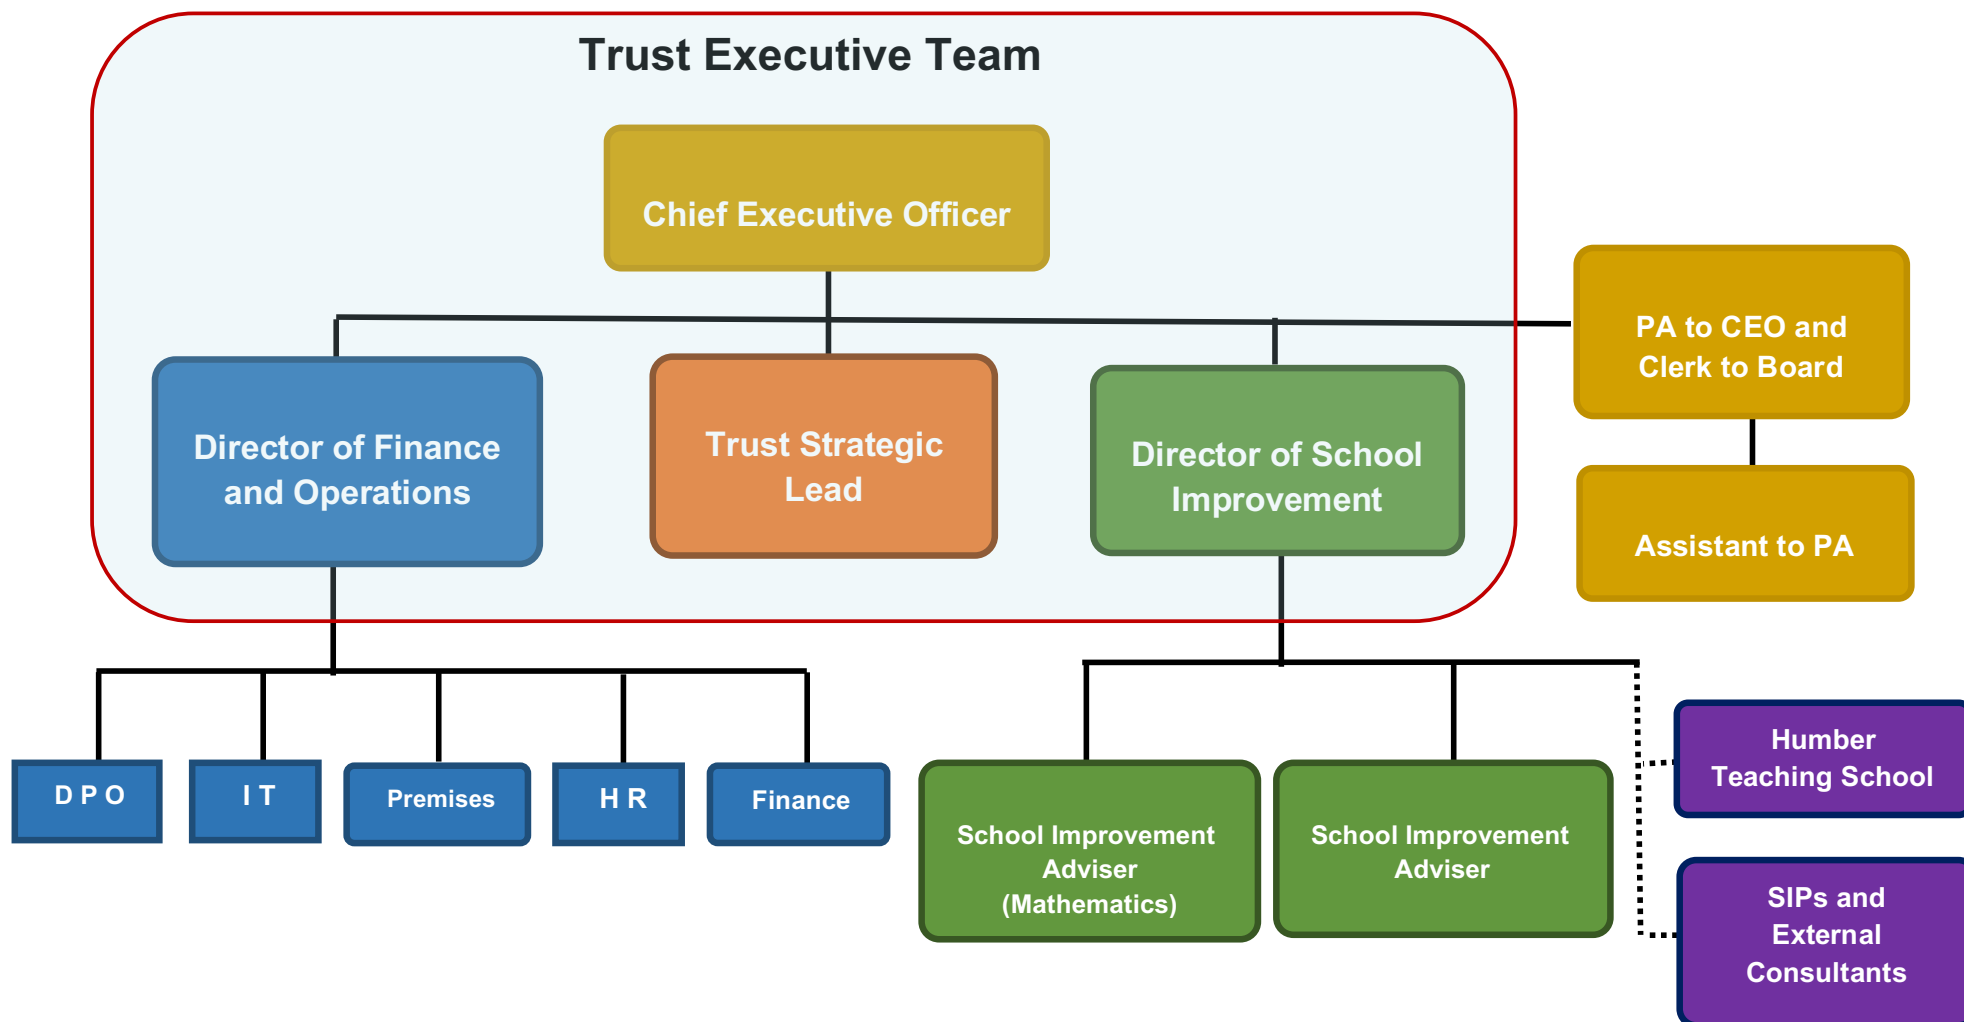 Trust Executive Team
Chief Executive Officer
PA to CEO and
Clerk to Board
Director of Finance
and Operations
Trust Strategic
Lead
Director of School
Improvement
Assistant to PA
D P O
I T
Premises
H R
Finance
School Improvement
Adviser
(Mathematics)
School Improvement
Adviser
Humber
Teaching School
SIPs and
External
Consultants